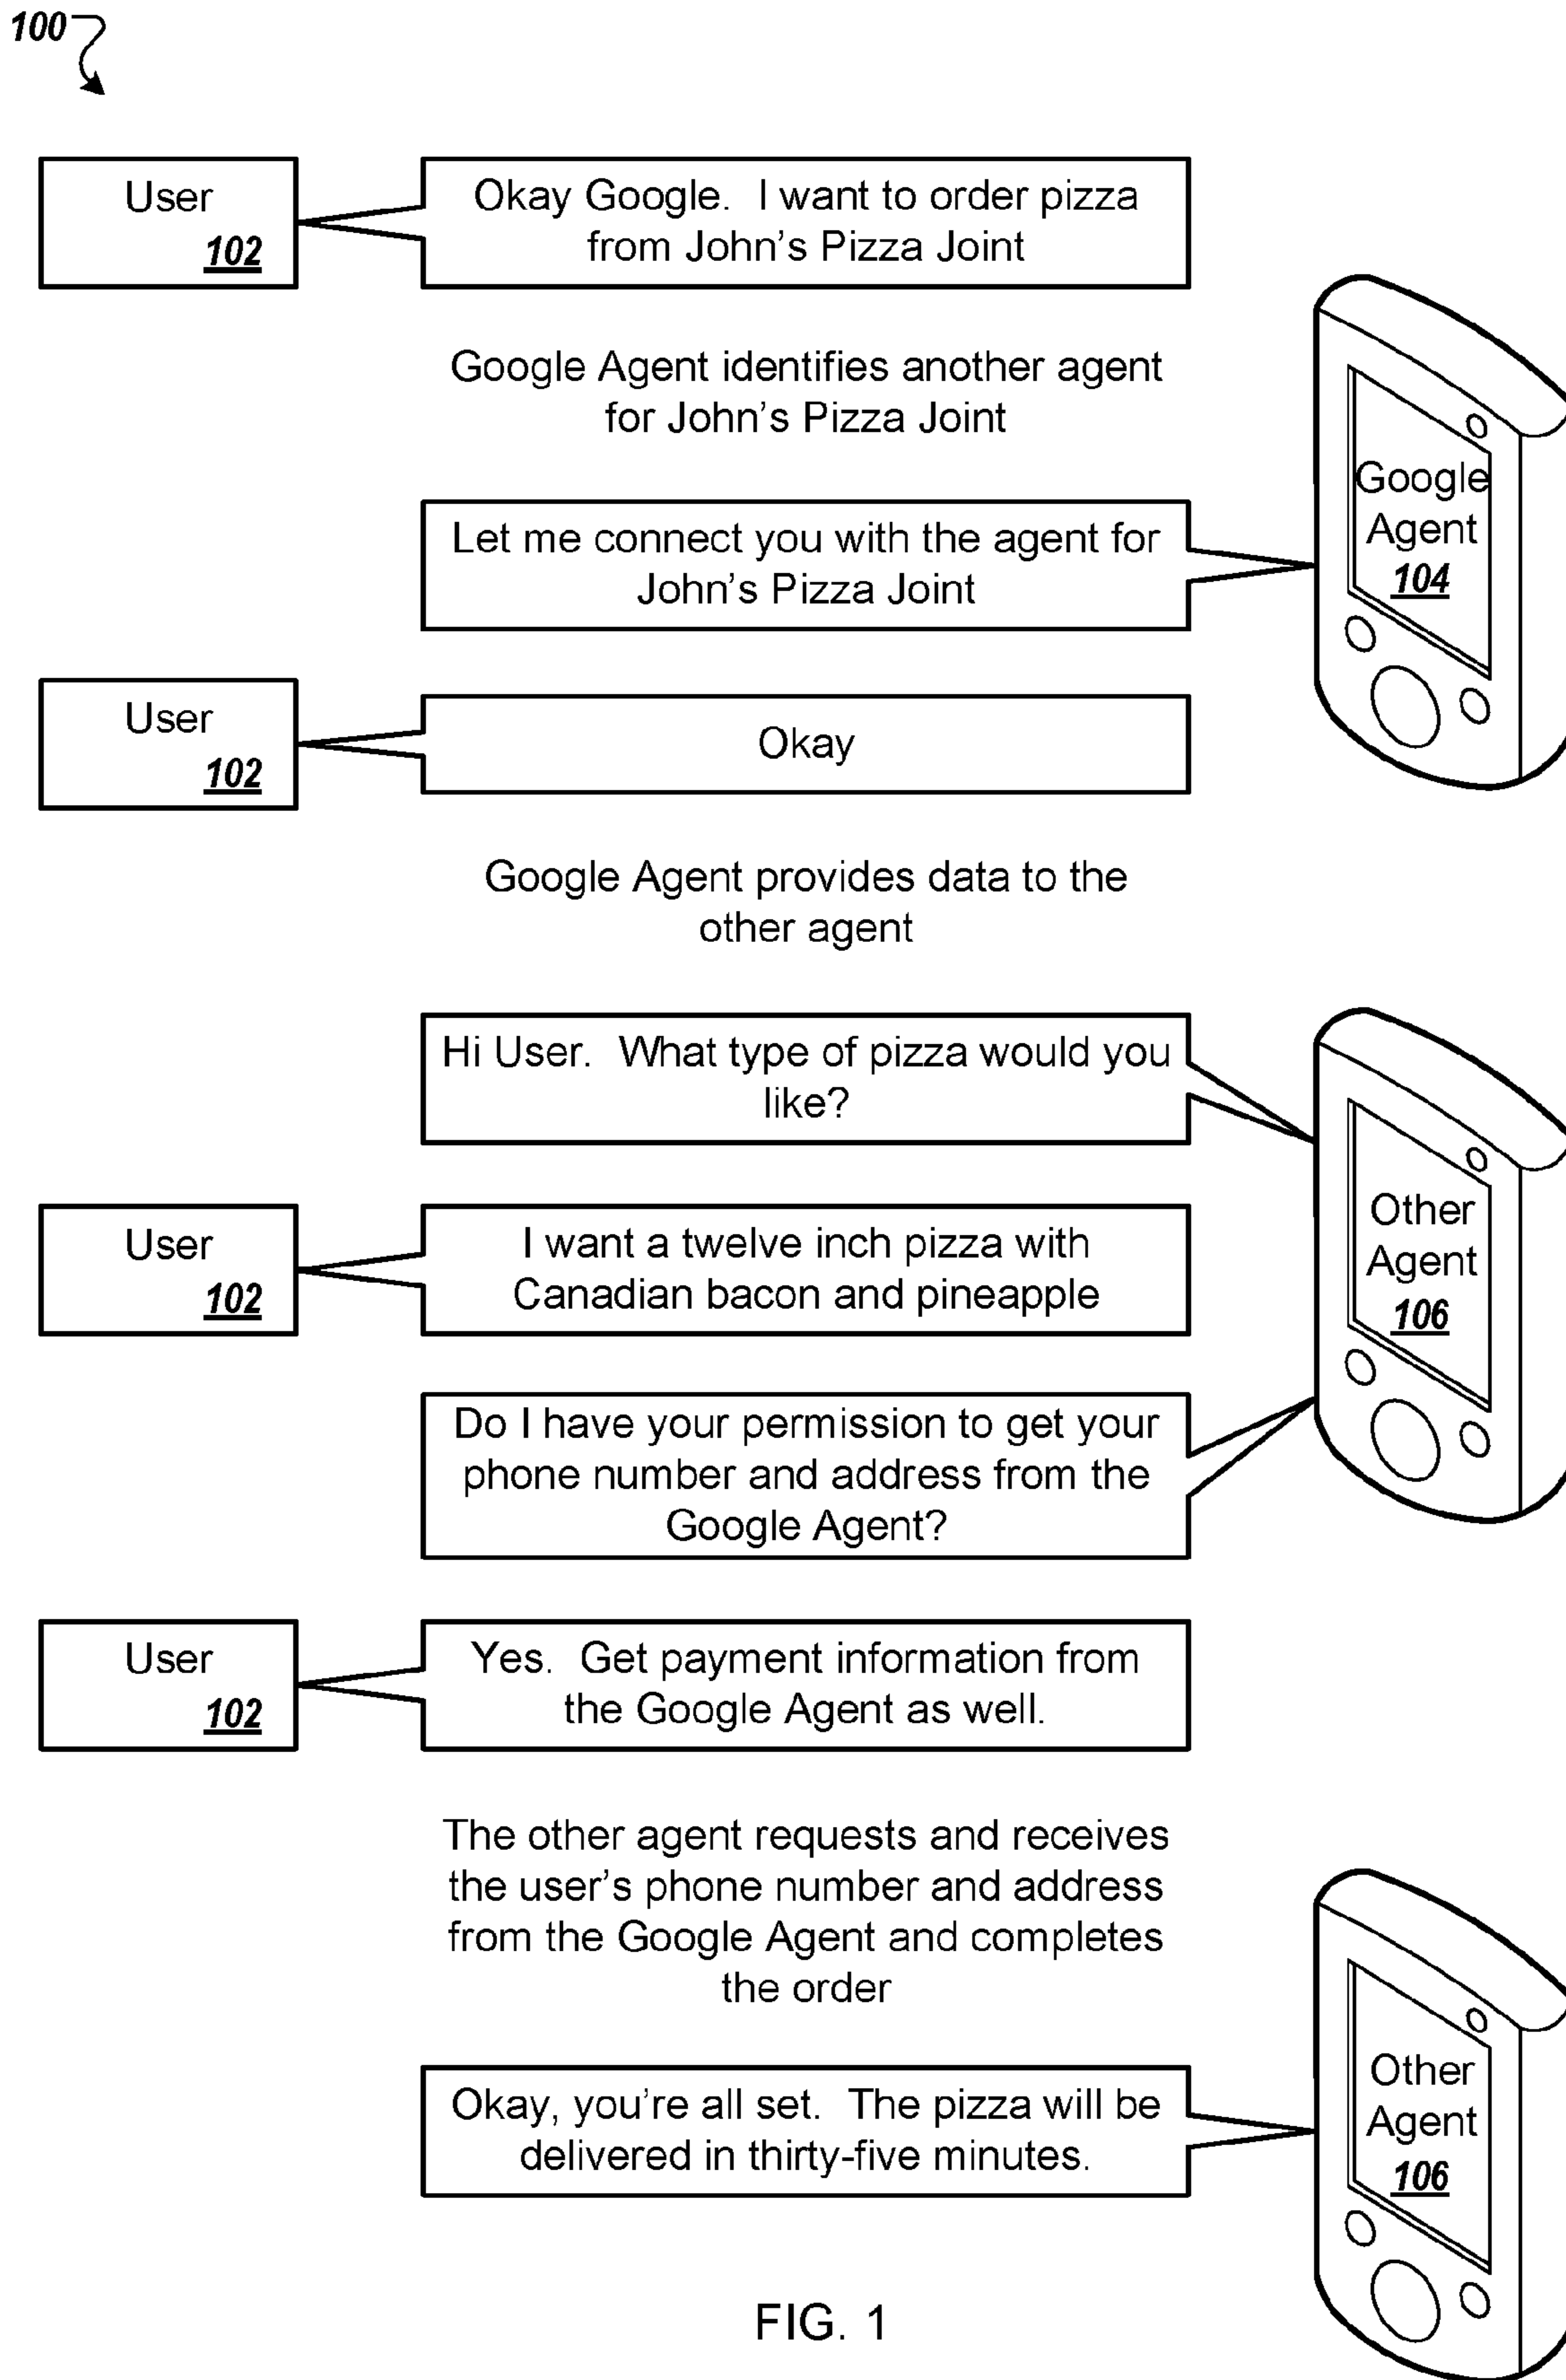 100
User
102
Okay Google. I want to order pizza
from John's Pizza Joint
Google Agent identifies another agent
for John's Pizza Joint
Google
Agent
104
Let me connect you with the agent for
John's Pizza Joint
User
102
Okay
Google Agent provides data to the
other agent
Hi User. What type of pizza would you
like?
Other
Agent
106
User
102
I want a twelve inch pizza with
Canadian bacon and pineapple
Do I have your permission to get your
phone number and address from the
Google Agent?
User
102
Yes. Get payment information from
the Google Agent as well.
The other agent requests and receives
the user's phone number and address
from the Google Agent and completes
the order
Okay, you're all set. The pizza will be
delivered in thirty-five minutes.
Other
Agent
106
FIG. 1